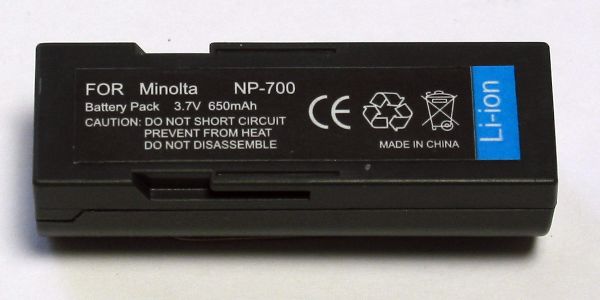 FOR Minolta NP-700
Battery Pack 3.7V 650mAh
CAUTION: DO NOT SHORT CIRCUIT
PREVENT FROM HEAT
DO NOT DISASSEMBLE
CE
MADE IN CHINA
Li-ion